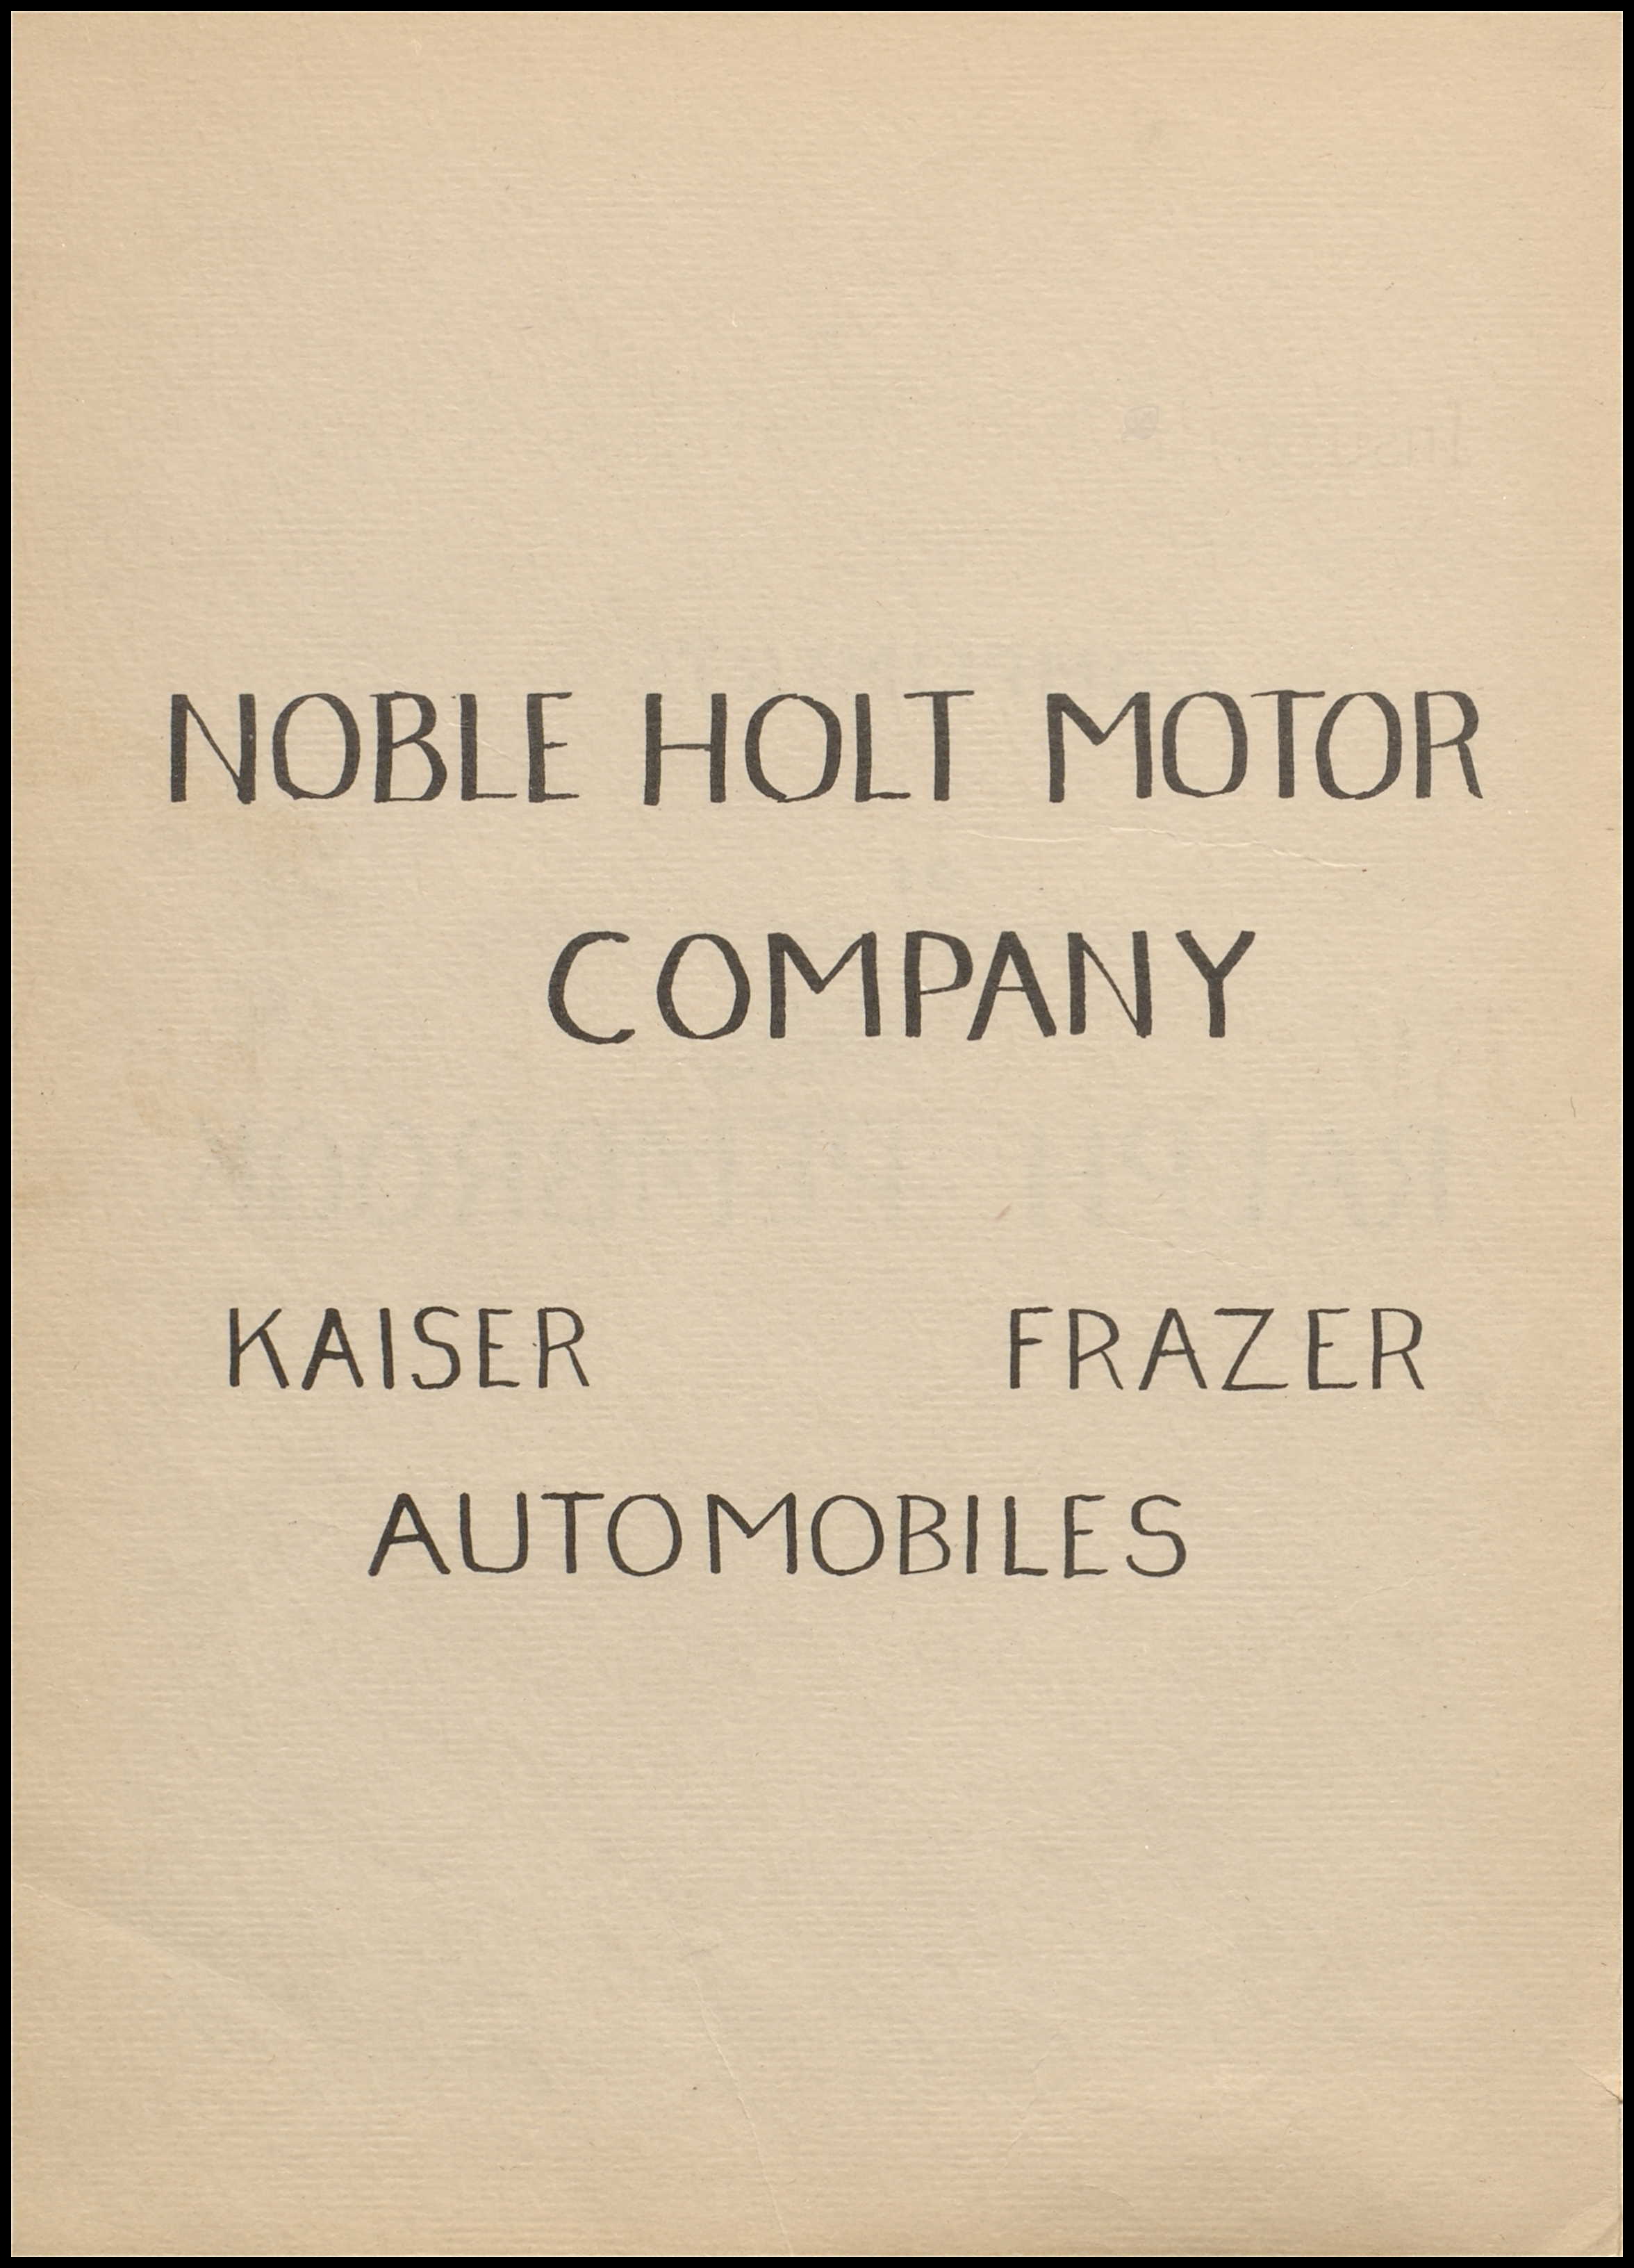 NOBLE HOLT MOTOR
COMPANY
KAISER FRAZER
AUTOMOBILES